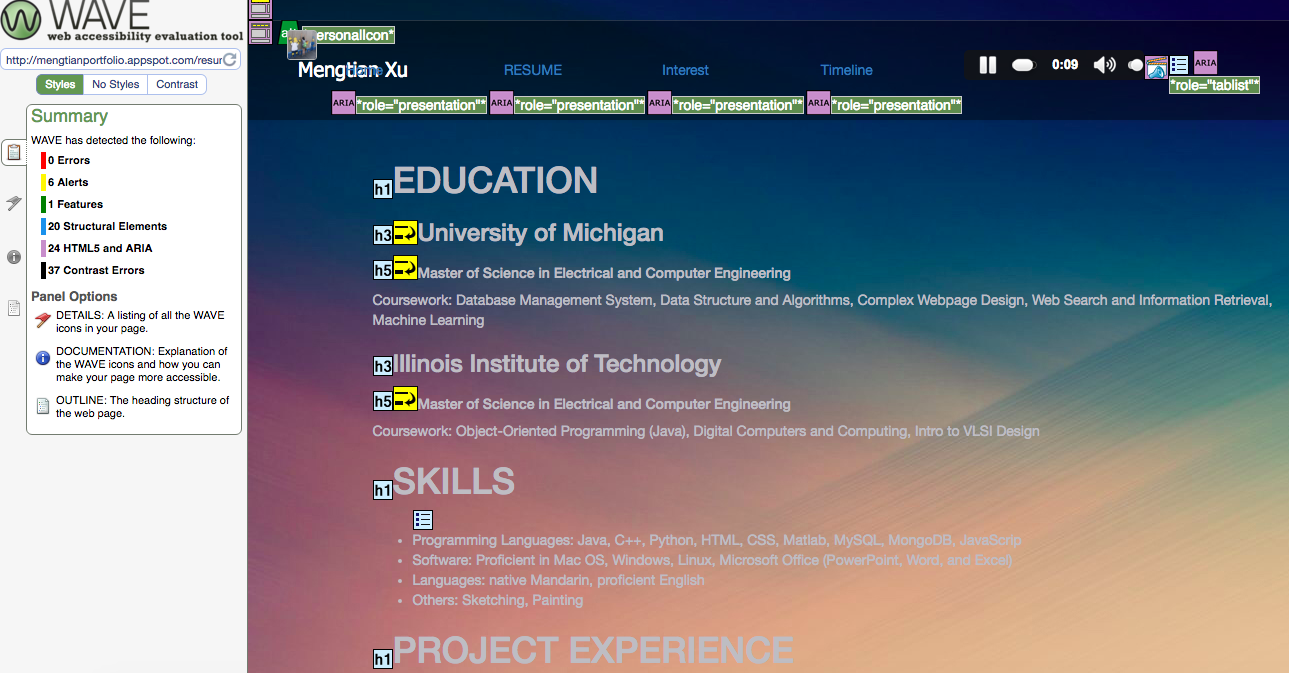 WAVE
web accessibility evaluation tool
http://mengtianportfolio.appspot.com/resur
Styles No Styles Contrast
Summary
WAVE has detected the following:
0 Errors
6 Alerts
1 Features
20 Structural Elements
24 HTML5 and ARIA
37 Contrast Errors
Panel Options
DETAILS: A listing of all the WAVE
icons in your page.
DOCUMENTATION: Explanation of
the WAVE icons and how you can
make your page more accessible.
OUTLINE: The heading structure of
the web page.
ersonalIcon*
Mengtian Xu
RESUME
Interest
Timeline
0:09
ARIA
*role="tablist"*
ARIA *role="presentation"* ARIA *role="presentation"* ARIA *role="presentation"* ARIA *role="presentation"*
h1 EDUCATION
h3 University of Michigan
h5 Master of Science in Electrical and Computer Engineering
Coursework: Database Management System, Data Structure and Algorithms, Complex Webpage Design, Web Search and Information Retrieval,
Machine Learning
h3 Illinois Institute of Technology
h5 Master of Science in Electrical and Computer Engineering
Coursework: Object-Oriented Programming (Java), Digital Computers and Computing, Intro to VLSI Design
h1 SKILLS
• Programming Languages: Java, C++, Python, HTML, CSS, Matlab, MySQL, MongoDB, JavaScrip
• Software: Proficient in Mac OS, Windows, Linux, Microsoft Office (PowerPoint, Word, and Excel)
• Languages: native Mandarin, proficient English
• Others: Sketching, Painting
h1 PROJECT EXPERIENCE